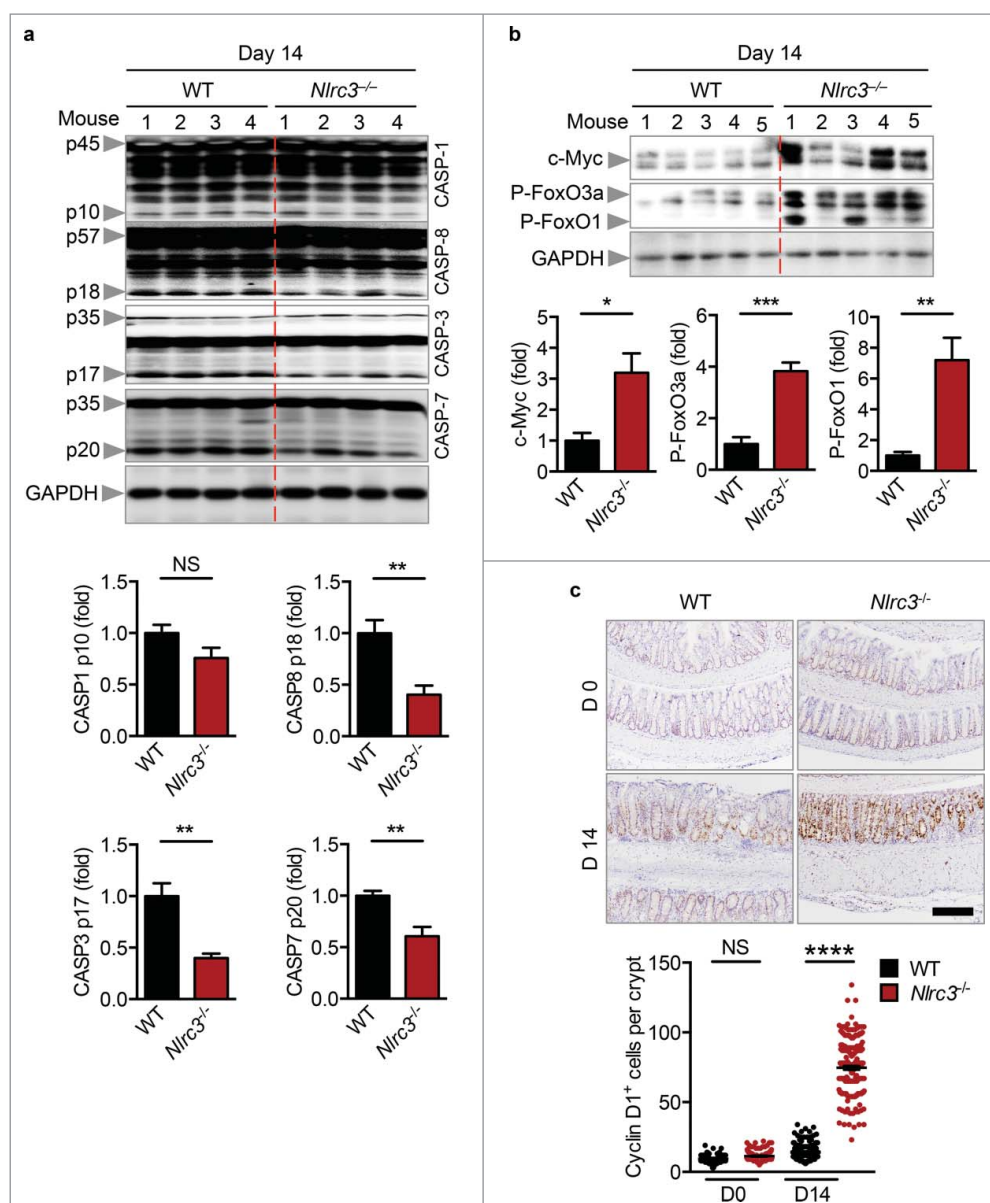 a
Day 14
WT Nlrc3–/–
Mouse 1 2 3 4 1 2 3 4
p45
CASP-1
p10
p57
CASP-8
p18
p35
CASP-3
p17
p35
CASP-7
p20
GAPDH
NS
1.5
1.0
0.5
0.0
CASP1 p10 (fold)
WT
Nlrc3-/-
**
1.5
1.0
0.5
0.0
CASP8 p18 (fold)
WT
Nlrc3-/-
**
1.5
1.0
0.5
0.0
CASP3 p17 (fold)
WT
Nlrc3-/-
**
1.5
1.0
0.5
0.0
CASP7 p20 (fold)
WT
Nlrc3-/-
b
Day 14
WT Nlrc3–/–
Mouse 1 2 3 4 5 1 2 3 4 5
c-Myc
P-FoxO3a
P-FoxO1
GAPDH
*
5
4
3
2
1
0
c-Myc (fold)
WT
Nlrc3-/-
***
6
4
2
0
P-FoxO3a (fold)
WT
Nlrc3-/-
**
10
8
6
4
2
0
P-FoxO1 (fold)
WT
Nlrc3-/-
c
WT Nlrc3-/-
D 0
D 14
NS
****
WT
Nlrc3-/-
150
100
50
0
Cyclin D1+ cells per crypt
D0 D14